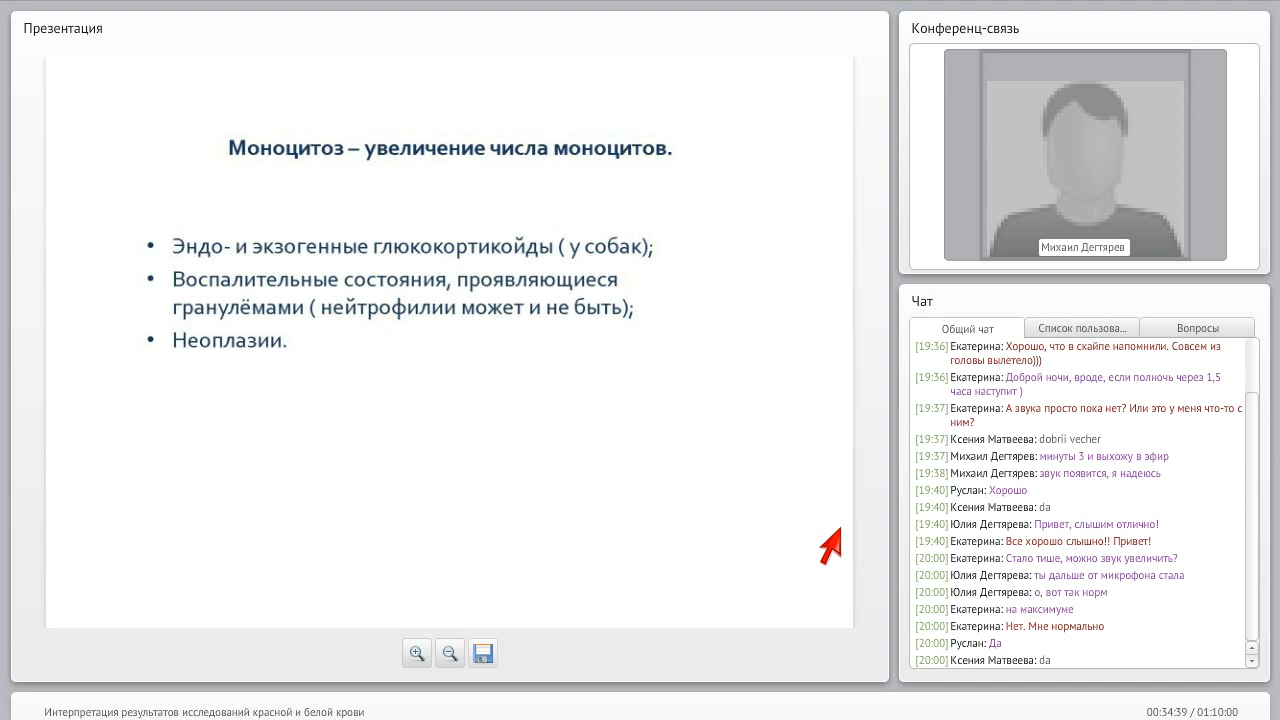 Презентация
Моноцитоз – увеличение числа моноцитов.
• Эндо- и экзогенные глюкокортикойды ( у собак);
• Воспалительные состояния, проявляющиеся
гранулёмами ( нейтрофилии может и не быть);
• Неоплазии.
Конференц-связь
Михаил Дегтярев
Чат
Общий чат
Список пользова...
Вопросы
[19:36] Екатерина: Хорошо, что в скайпе напомнили. Совсем из
головы вылетело)))
[19:36] Екатерина: Доброй ночи, вроде, если полночь через 1,5
часа наступит )
[19:37] Екатерина: А звука просто пока нет? Или это у меня что-то с
ним?
[19:37] Ксения Матвеева: dobrii vecher
[19:37] Михаил Дегтярев: минуты 3 и выхожу в эфир
[19:38] Михаил Дегтярев: звук появится, я надеюсь
[19:40] Руслан: Хорошо
[19:40] Ксения Матвеева: da
[19:40] Юлия Дегтярева: Привет, слышим отлично!
[19:40] Екатерина: Все хорошо слышно!! Привет!
[20:00] Екатерина: Стало тише, можно звук увеличить?
[20:00] Юлия Дегтярева: ты дальше от микрофона стала
[20:00] Юлия Дегтярева: о, вот так норм
[20:00] Екатерина: на максимуме
[20:00] Екатерина: Нет. Мне нормально
[20:00] Руслан: Да
[20:00] Ксения Матвеева: da
Интерпретация результатов исследований красной и белой крови
00:34:39 / 01:10:00